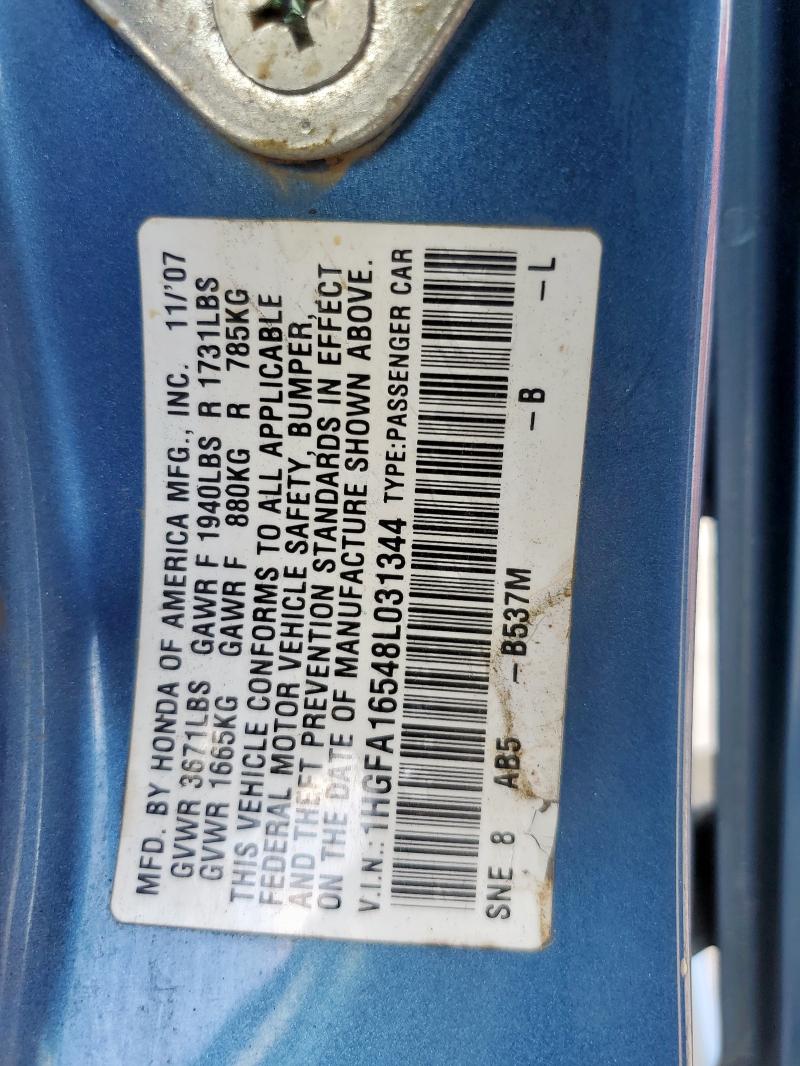 MFD. BY HONDA OF AMERICA MFG., INC. 11/'07
GVWR 3671LBS GAWR F 1940LBS R 1731LBS
GVWR 1665KG GAWR F 880KG R 785KG
THIS VEHICLE CONFORMS TO ALL APPLICABLE
FEDERAL MOTOR VEHICLE SAFETY, BUMPER,
AND THEFT PREVENTION STANDARDS IN EFFECT
ON THE DATE OF MANUFACTURE SHOWN ABOVE.
V.I.N.: 1HGFA16548L031344 TYPE:PASSENGER CAR
SNE 8 AB5 -B537M -B -L